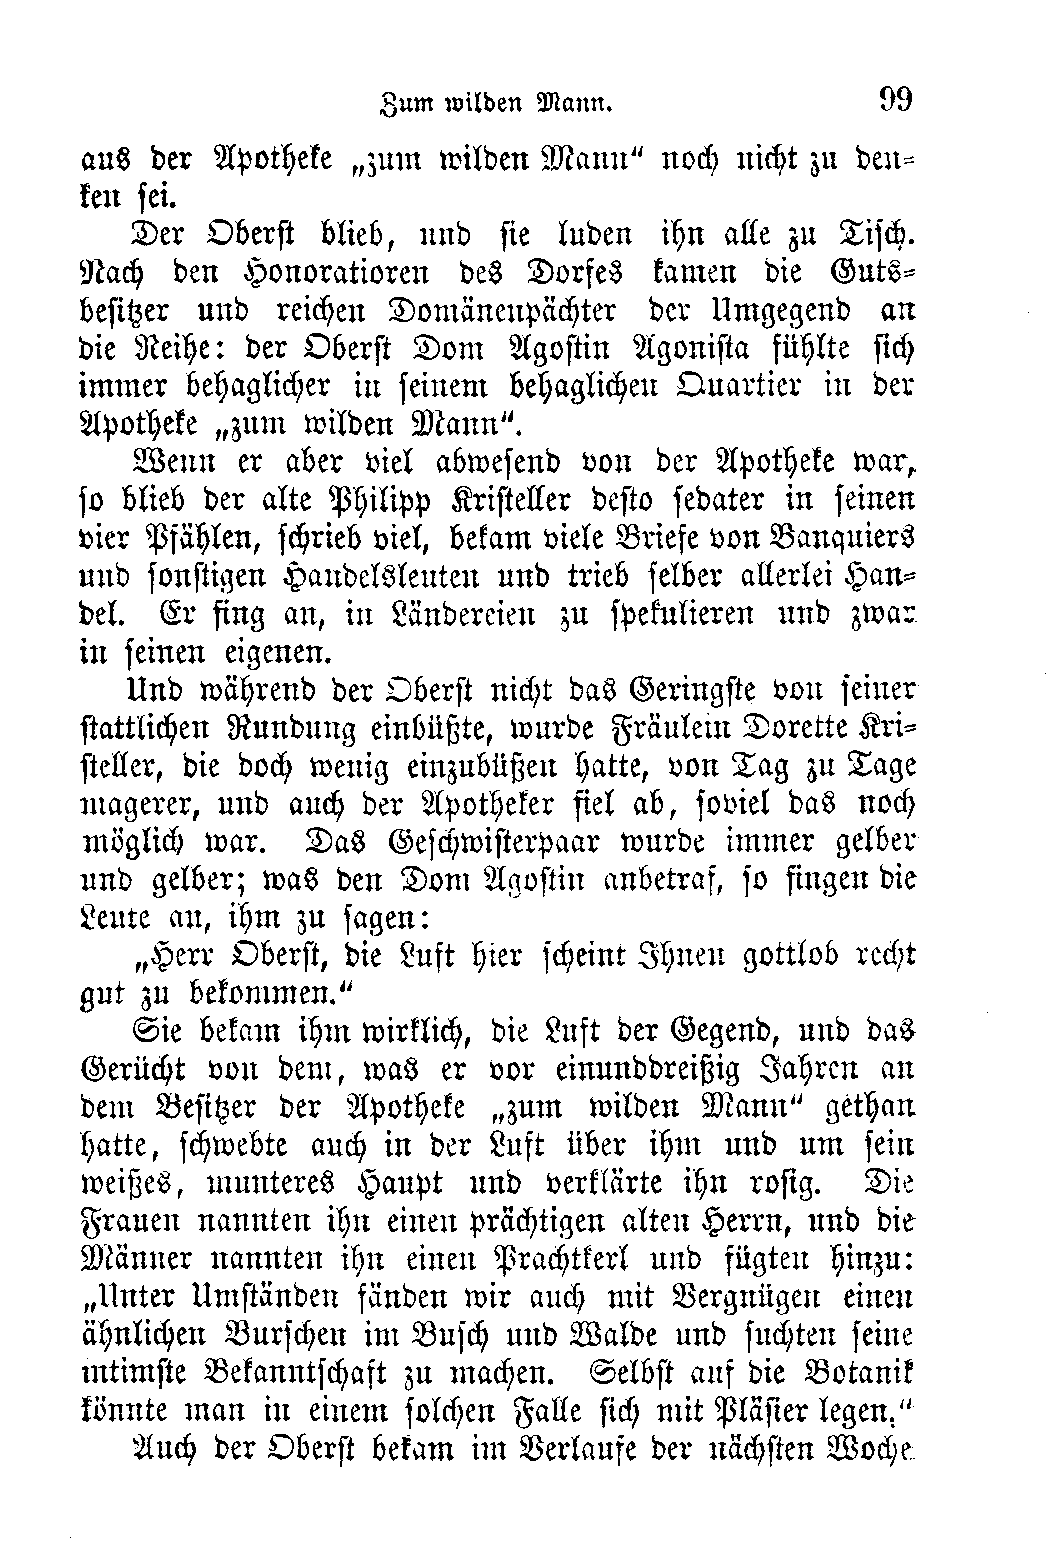 Zum wilden Mann. 99
aus der Apotheke „zum wilden Mann“ noch nicht zu den-
ken sei.
Der Oberst blieb, und sie luden ihn alle zu Tisch.
Nach den Honoratioren des Dorfes kamen die Guts-
besitzer und reichen Domänenpächter der Umgegend an
die Reihe: der Oberst Dom Agostin Agonista fühlte sich
immer behaglicher in seinem behaglichen Quartier in der
Apotheke „zum wilden Mann“.
Wenn er aber viel abwesend von der Apotheke war,
so blieb der alte Philipp Kristeller desto sedater in seinen
vier Pfählen, schrieb viel, bekam viele Briefe von Banquiers
und sonstigen Handelsleuten und trieb selber allerlei Han-
del. Er fing an, in Ländereien zu spekulieren und zwar
in seinen eigenen.
Und während der Oberst nicht das Geringste von seiner
stattlichen Rundung einbüßte, wurde Fräulein Dorette Kri-
steller, die doch wenig einzubüßen hatte, von Tag zu Tage
magerer, und auch der Apotheker fiel ab, soviel das noch
möglich war. Das Geschwisterpaar wurde immer gelber
und gelber; was den Dom Agostin anbetraf, so fingen die
Leute an, ihm zu sagen:
„Herr Oberst, die Luft hier scheint Ihnen gottlob recht
gut zu bekommen.“
Sie bekam ihm wirklich, die Luft der Gegend, und das
Gerücht von dem, was er vor einunddreißig Jahren an
dem Besitzer der Apotheke „zum wilden Mann“ gethan
hatte, schwebte auch in der Luft über ihm und um sein
weißes, munteres Haupt und verklärte ihn rosig. Die
Frauen nannten ihn einen prächtigen alten Herrn, und die
Männer nannten ihn einen Prachtkerl und fügten hinzu:
„Unter Umständen fänden wir auch mit Vergnügen einen
ähnlichen Burschen im Busch und Walde und suchten seine
intimste Bekanntschaft zu machen. Selbst auf die Botanik
könnte man in einem solchen Falle sich mit Pläsier legen.“
Auch der Oberst bekam im Verlaufe der nächsten Woche